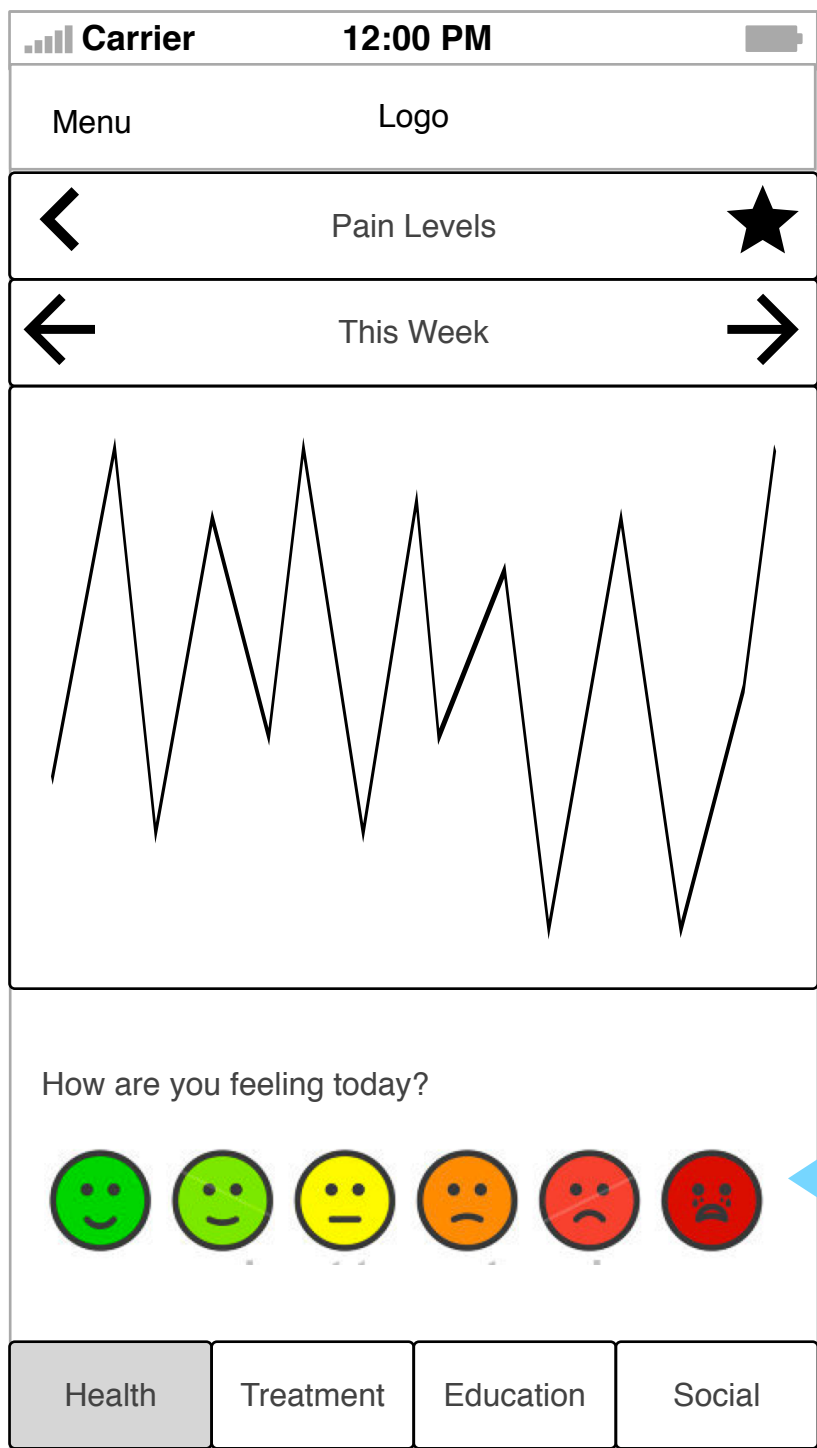 Carrier 12:00 PM
Menu Logo
Pain Levels
This Week
How are you feeling today?
Health Treatment Education Social